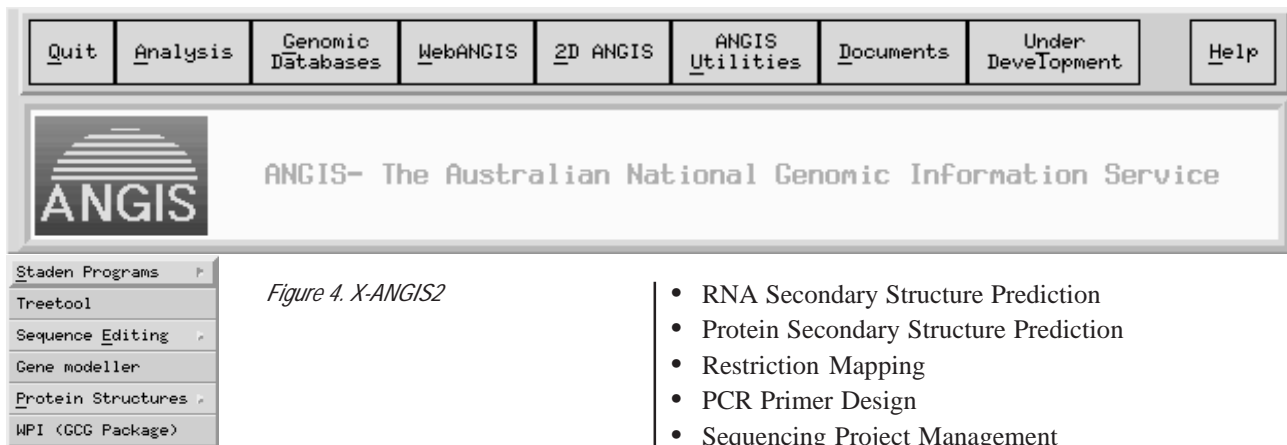 Quit Analysis Genomic Databases WebANGIS 2D ANGIS ANGIS Utilities Documents Under Development Help
ANGIS
ANGIS- The Australian National Genomic Information Service
Staden Programs
Treetool
Sequence Editing
Gene modeller
Protein Structures
WPI (GCG Package)
Figure 4. X-ANGIS2
• RNA Secondary Structure Prediction
• Protein Secondary Structure Prediction
• Restriction Mapping
• PCR Primer Design
• Sequencing Project Management